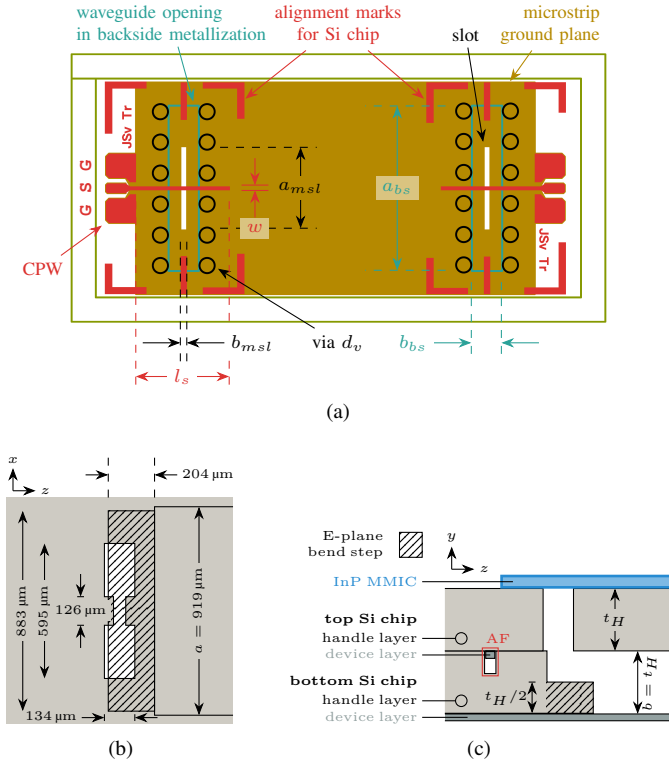 waveguide opening
in backside metallization
alignment marks
for Si chip
slot
microstrip
ground plane
JSv Tr
G S G
a_msl
w
a_bs
JSv Tr
CPW
b_msl
via d_v
b_bs
l_s
(a)
x
z
204 μm
883 μm
595 μm
126 μm
a = 919 μm
134 μm
(b)
E-plane
bend step
y
z
InP MMIC
top Si chip
handle layer
device layer
AF
t_H
bottom Si chip
handle layer
device layer
t_H/2
b = t_H
(c)